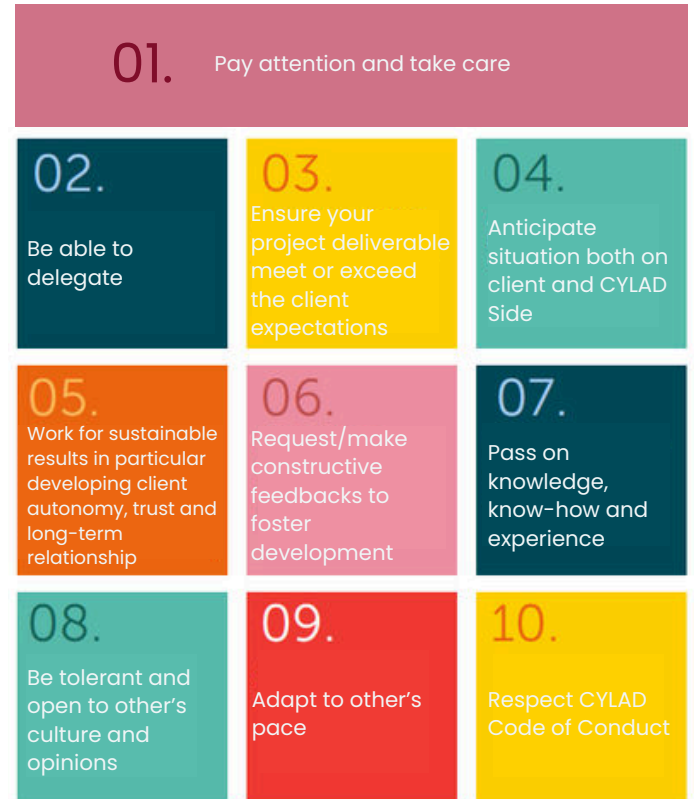 01.
Pay attention and take care
02.
Be able to
delegate
03.
Ensure your
project deliverable
meet or exceed
the client
expectations
04.
Anticipate
situation both on
client and CYLAD
Side
05.
Work for sustainable
results in particular
developing client
autonomy, trust and
long-term
relationship
06.
Request/make
constructive
feedbacks to
foster
development
07.
Pass on
knowledge,
know-how and
experience
08.
Be tolerant and
open to other's
culture and
opinions
09.
Adapt to other's
pace
10.
Respect CYLAD
Code of Conduct